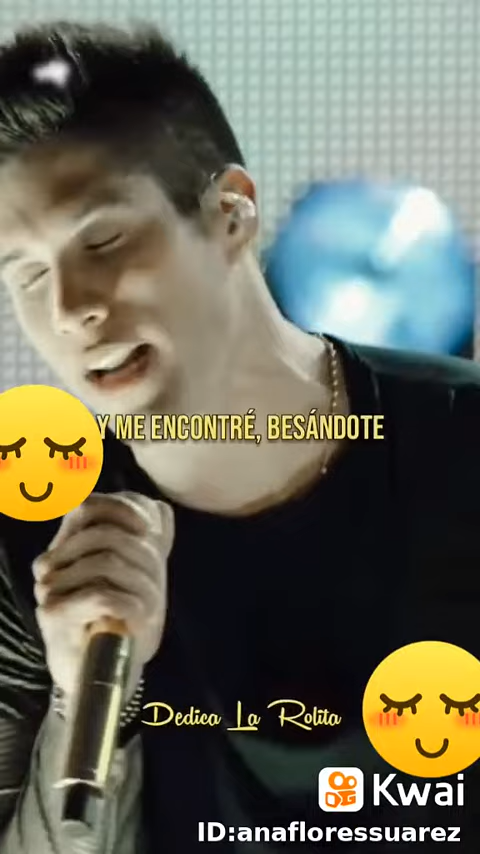 Y ME ENCONTRÉ, BESÁNDOTE
Dedica La Rolita
Kwai
ID:anafloressuarez